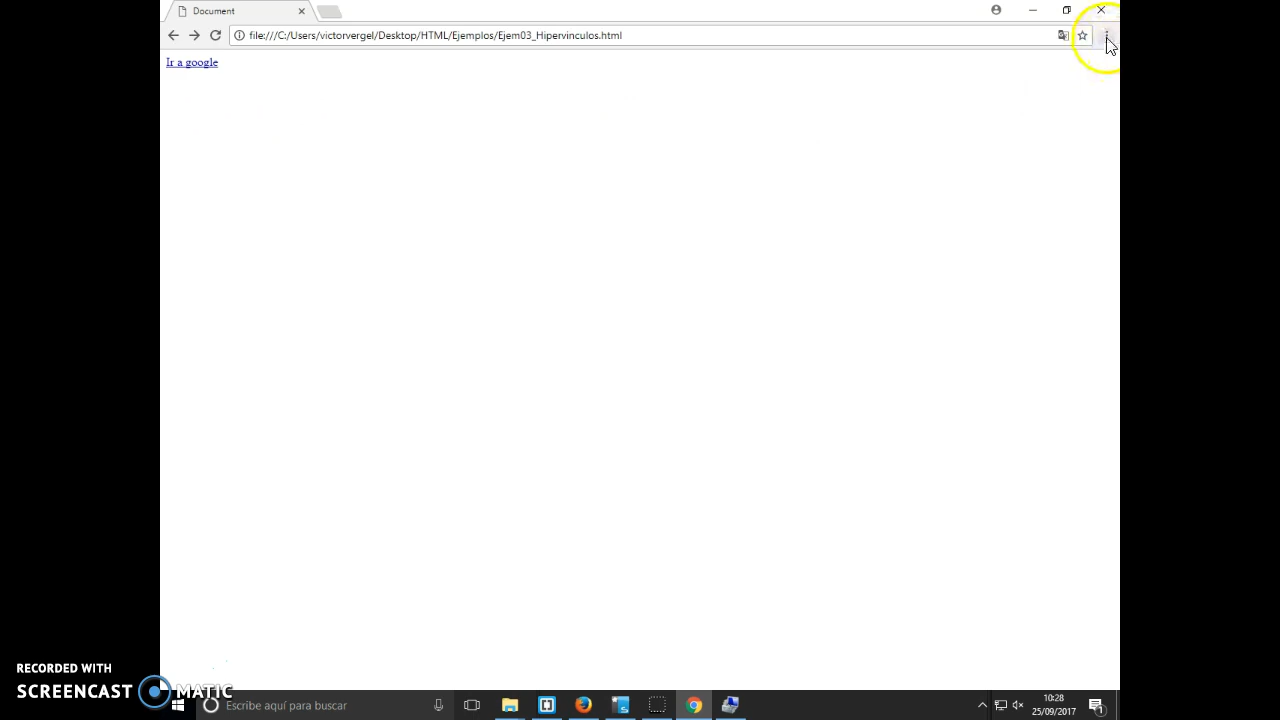 Document
file:///C:/Users/victorvergel/Desktop/HTML/Ejemplos/Ejem03_Hipervinculos.html
Ir a google
RECORDED WITH
SCREENCAST MATIC
Escribe aquí para buscar
10:28
25/09/2017
1